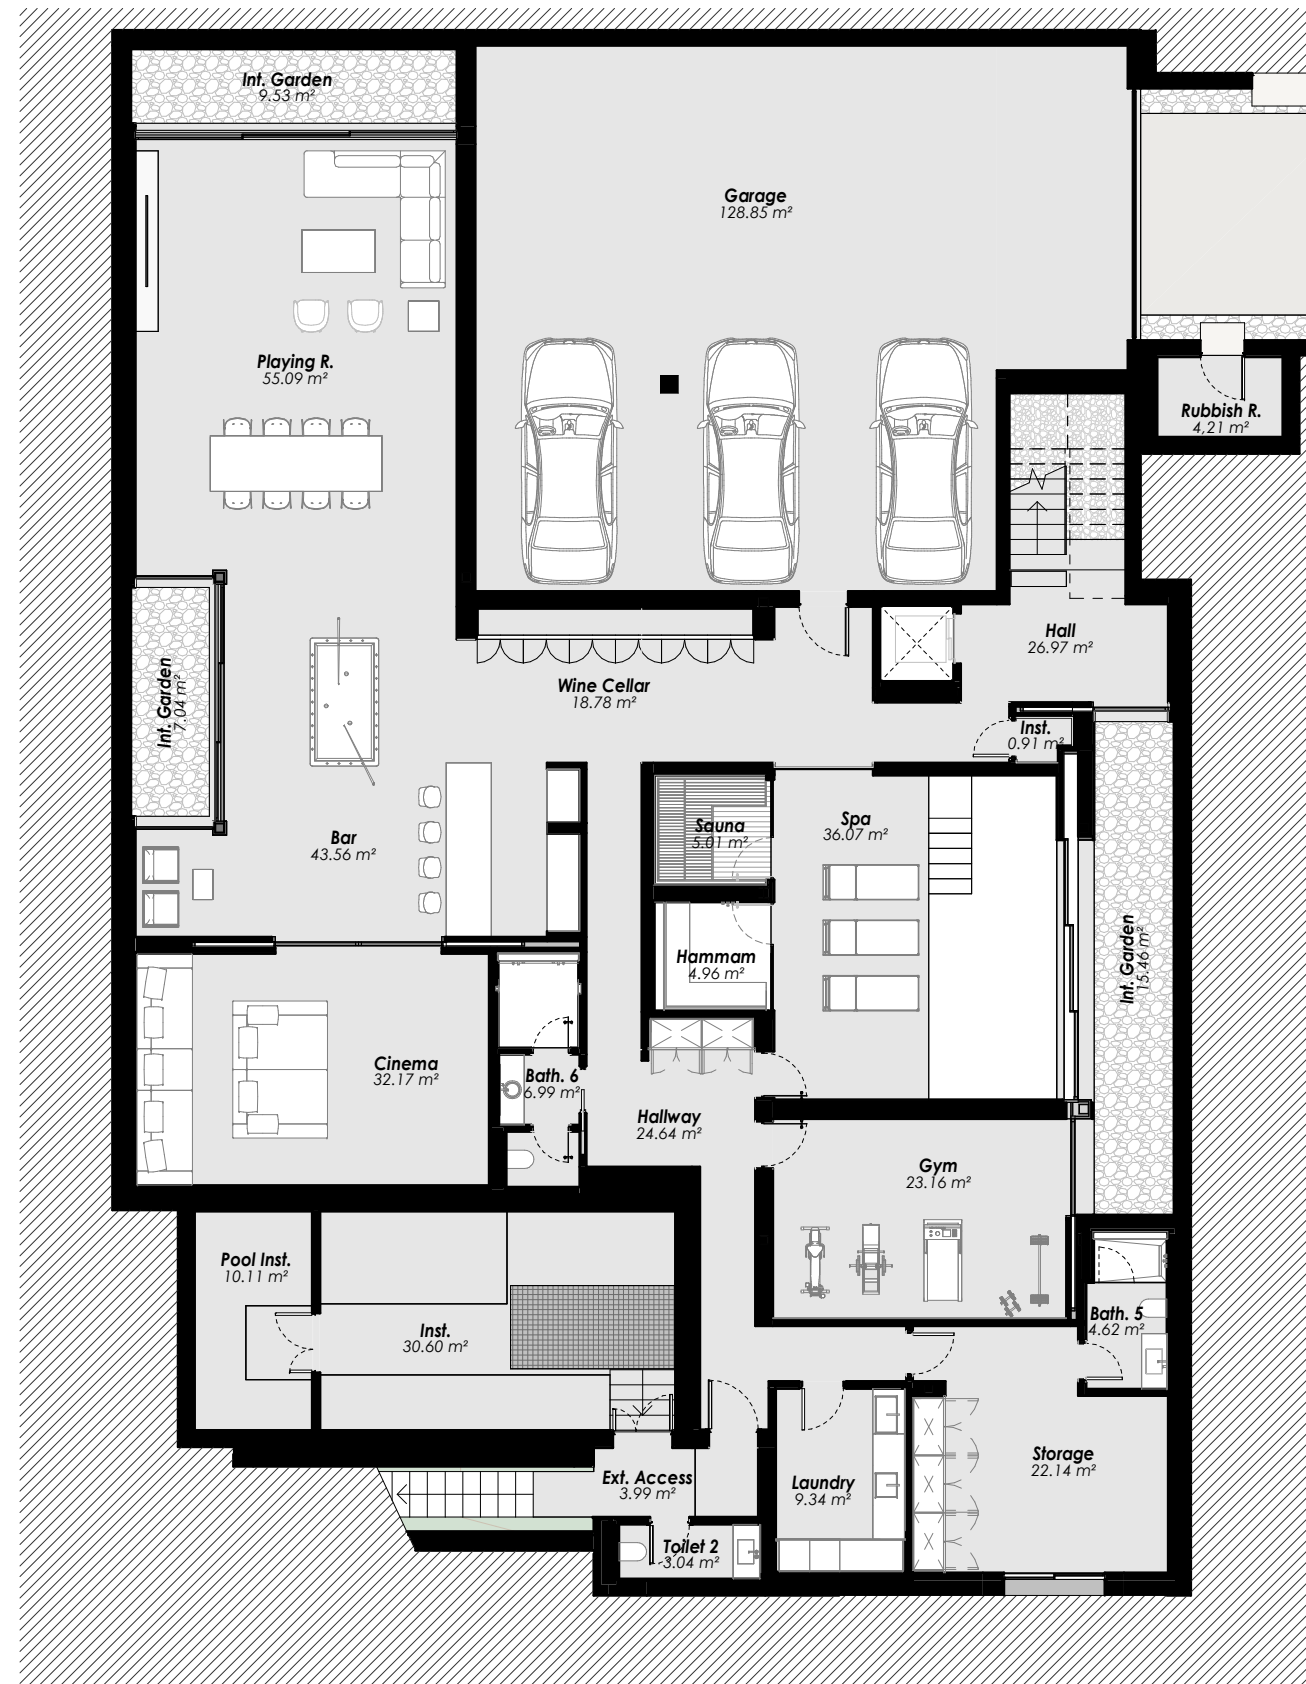 Int. Garden
9.53 m²
Garage
128.85 m²
Playing R.
55.09 m²
Rubbish R.
4,21 m²
Hall
26.97 m²
Wine Cellar
18.78 m²
Int. Garden
7.04 m²
Inst.
0.91 m²
Sauna
5.01 m²
Spa
36.07 m²
Bar
43.56 m²
Hammam
4.96 m²
Int. Garden
15.46 m²
Cinema
32.17 m²
Bath. 6
6.99 m²
Hallway
24.64 m²
Gym
23.16 m²
Pool Inst.
10.11 m²
Inst.
30.60 m²
Bath. 5
4.62 m²
Storage
22.14 m²
Ext. Access
3.99 m²
Laundry
9.34 m²
Toilet 2
3.04 m²